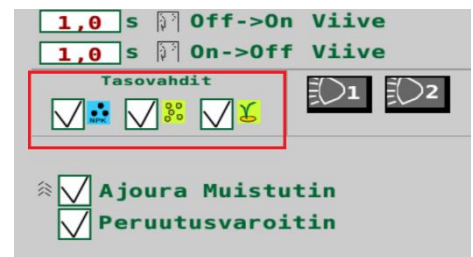 1,0 s Off->On Viive
1,0 s On->Off Viive
Tasovahdit
NPK
1 2
Ajoura Muistutin
Peruutusvaroitin